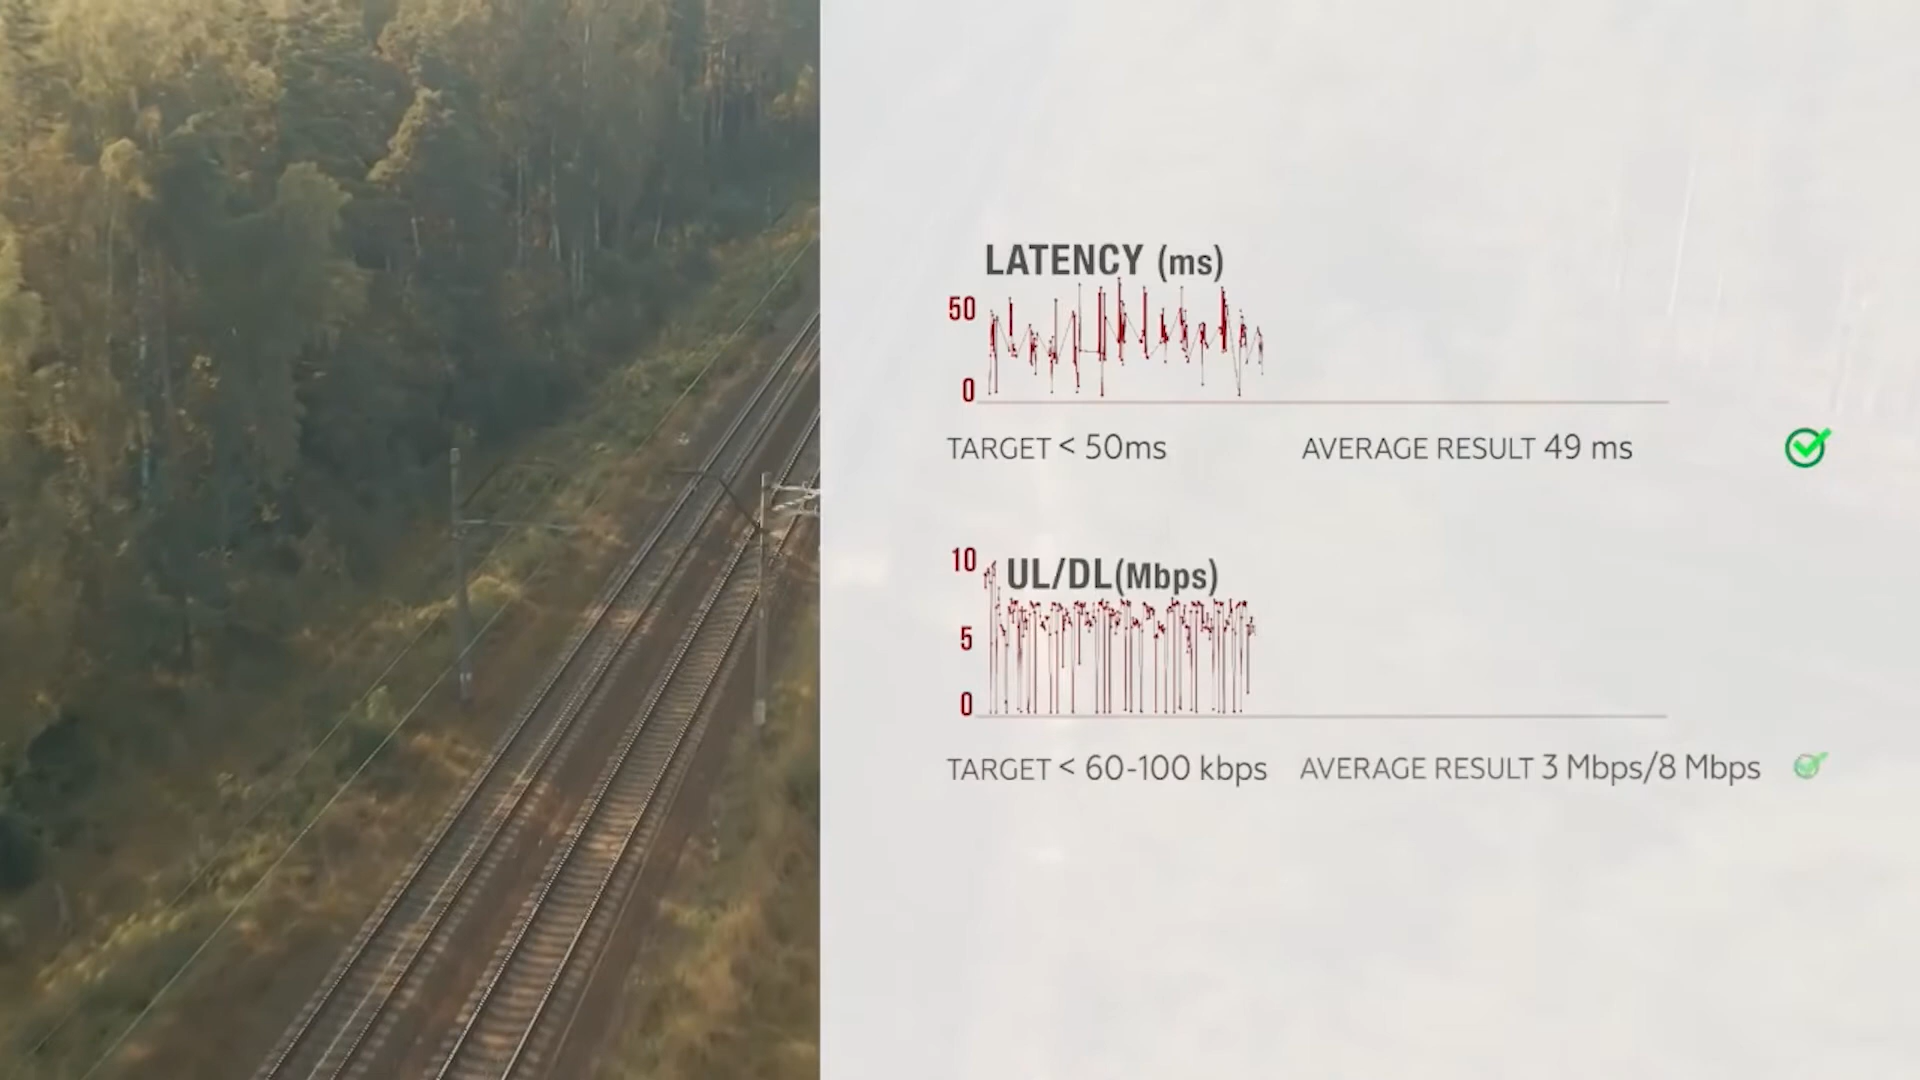 LATENCY (ms)
50
0
TARGET < 50ms AVERAGE RESULT 49 ms
10
UL/DL(Mbps)
5
0
TARGET < 60-100 kbps AVERAGE RESULT 3 Mbps/8 Mbps